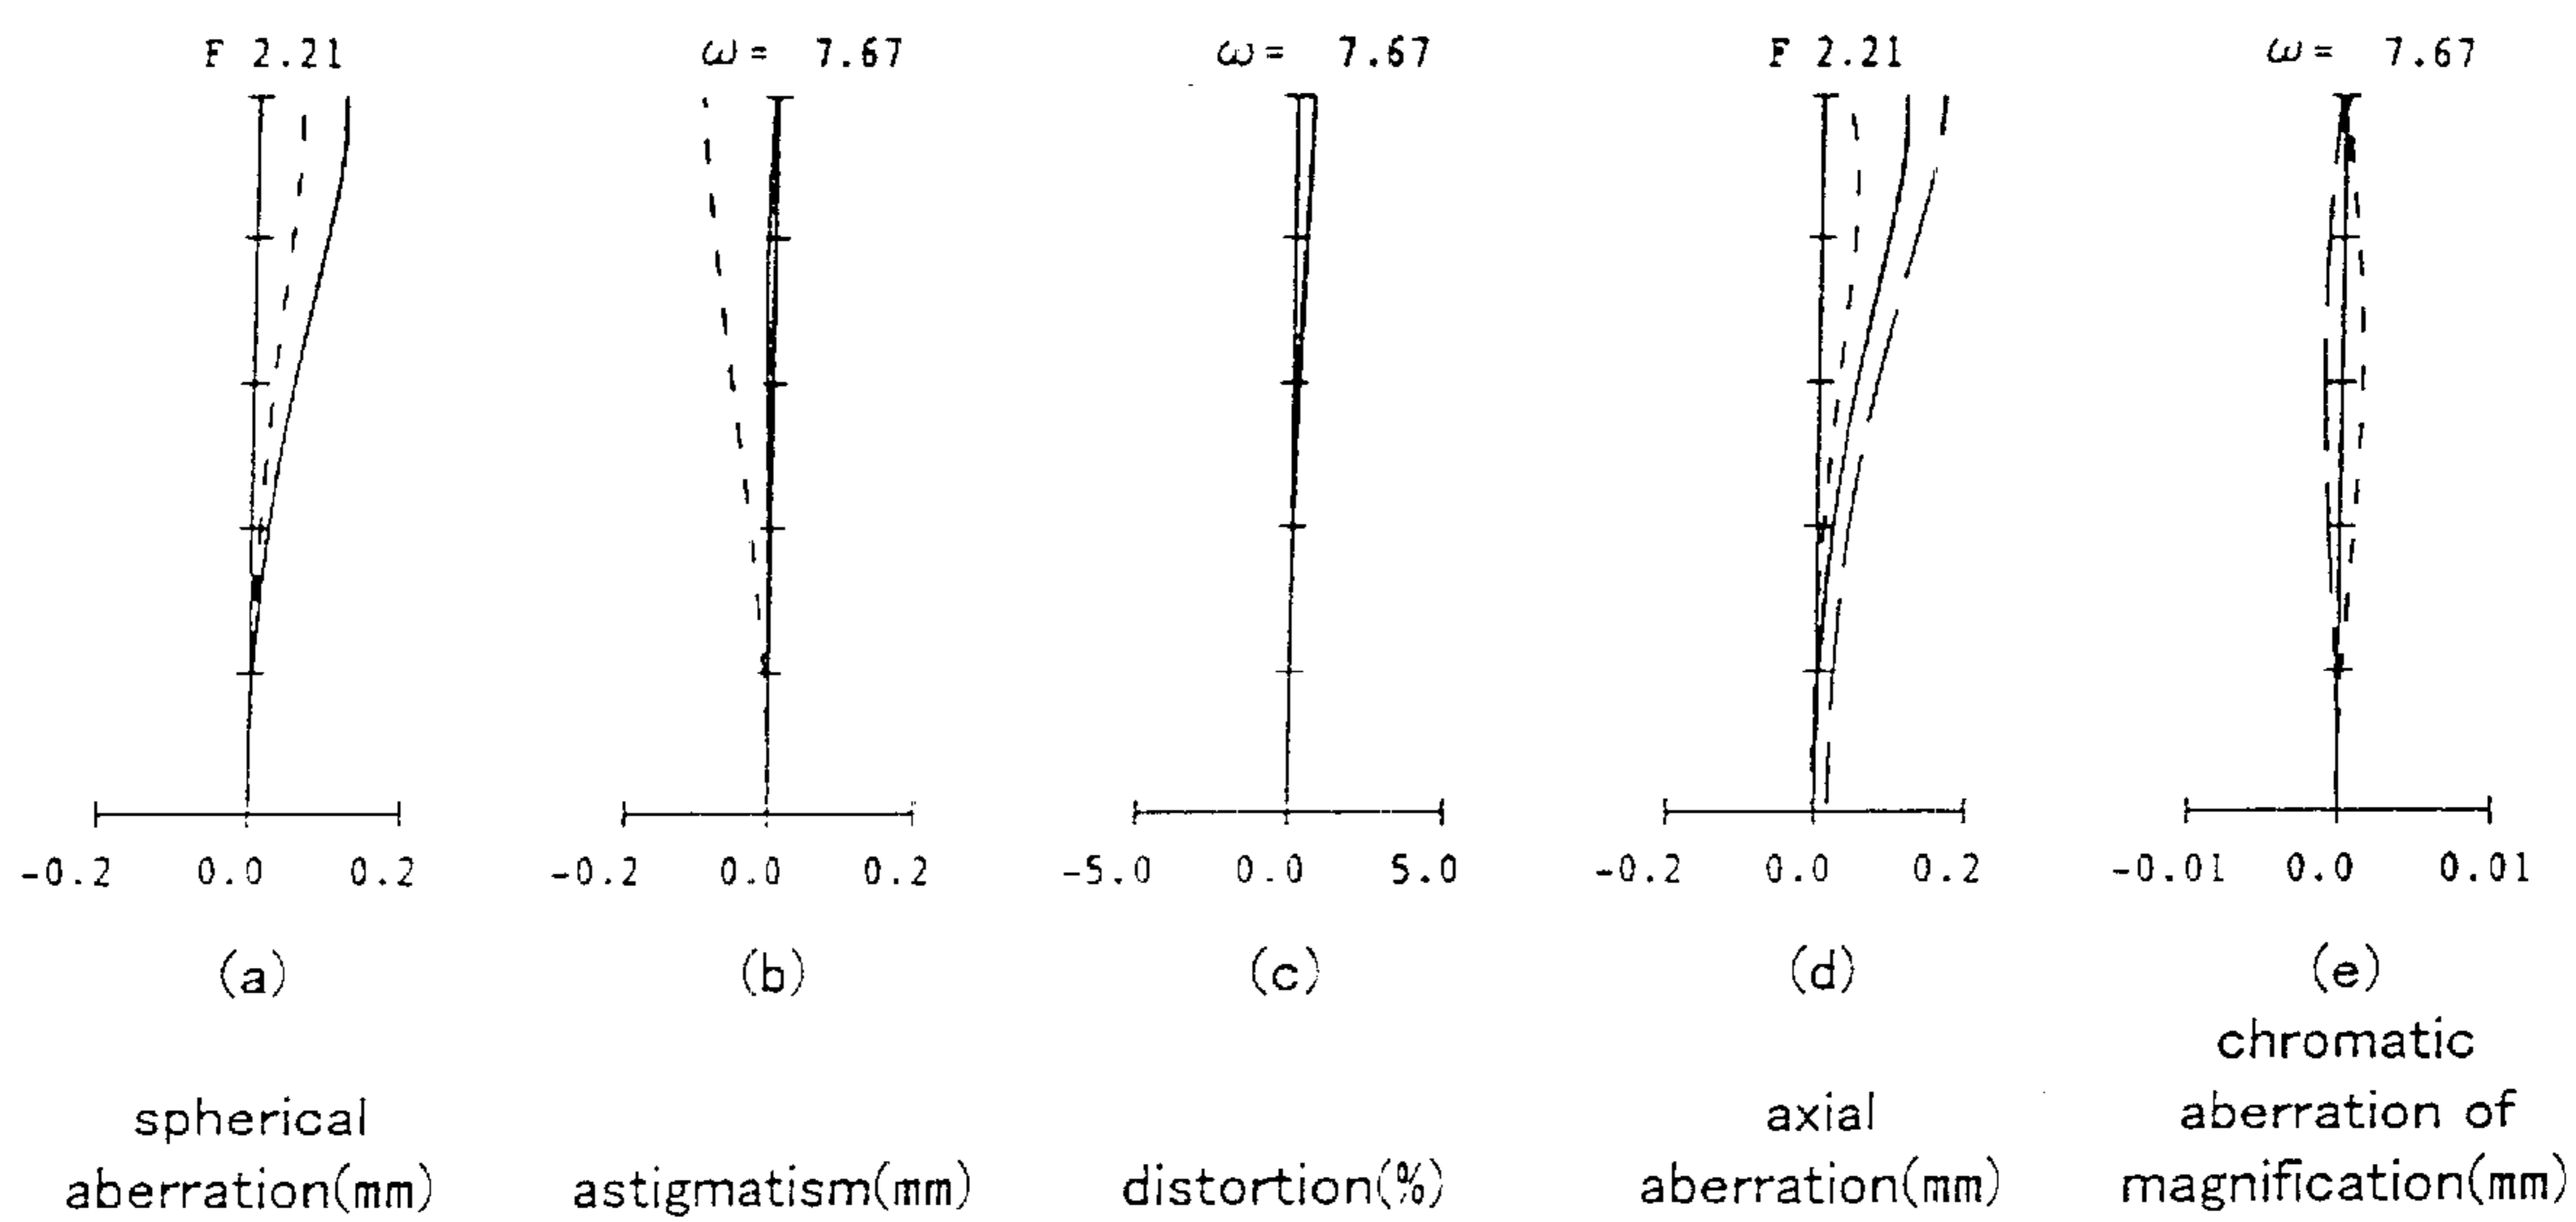 F 2.21
ω = 7.67
ω = 7.67
F 2.21
ω = 7.67
-0.2 0.0 0.2
-0.2 0.0 0.2
-5.0 0.0 5.0
-0.2 0.0 0.2
-0.01 0.0 0.01
(a)
(b)
(c)
(d)
(e)
spherical
aberration(mm)
astigmatism(mm)
distortion(%)
axial
aberration(mm)
chromatic
aberration of
magnification(mm)